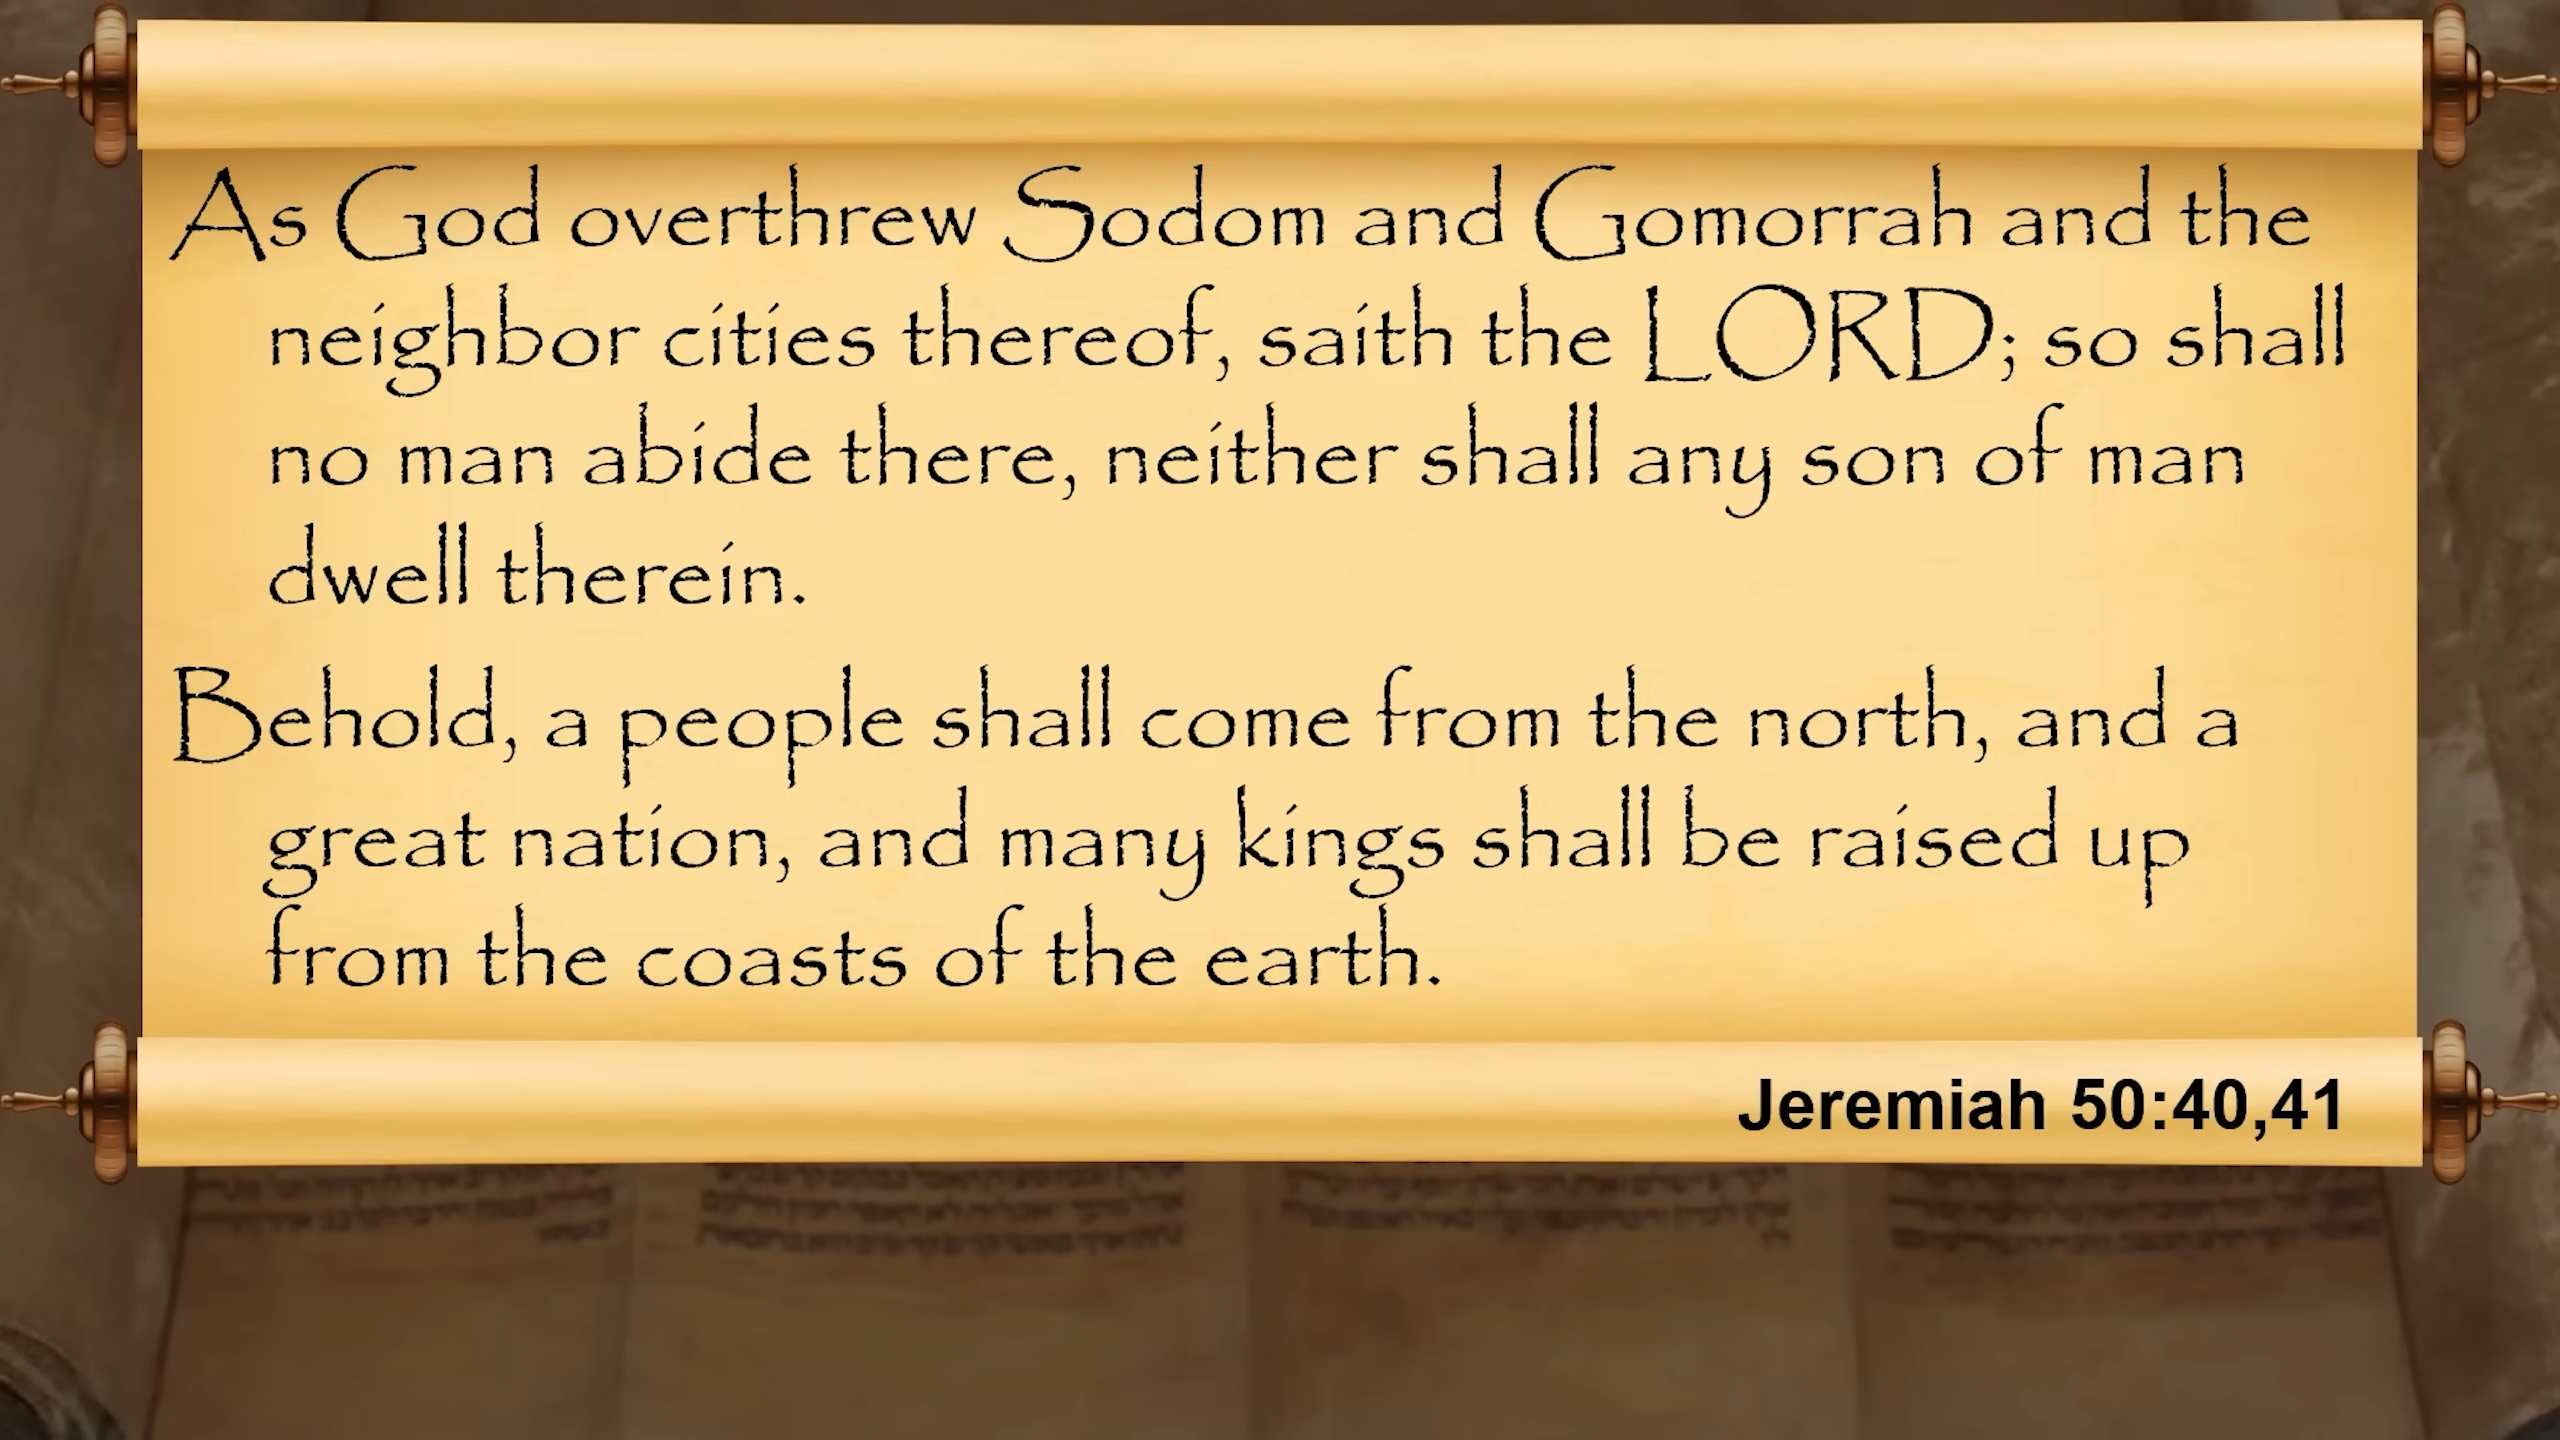 As God overthrew Sodom and Gomorrah and the
neighbor cities thereof, saith the LORD; so shall
no man abide there, neither shall any son of man
dwell therein.
Behold, a people shall come from the north, and a
great nation, and many kings shall be raised up
from the coasts of the earth.
Jeremiah 50:40,41